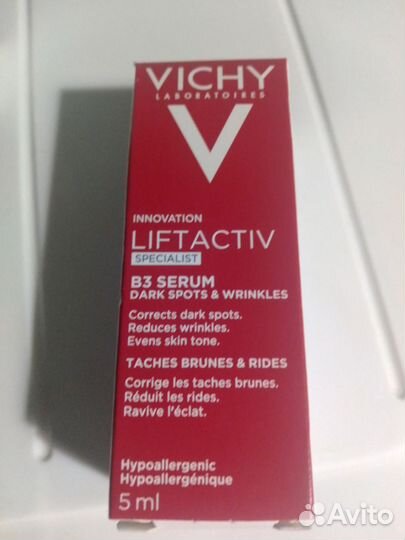 VICHY
LABORATOIRES
V
INNOVATION
LIFTACTIV
SPECIALIST
B3 SERUM
DARK SPOTS & WRINKLES
Corrects dark spots.
Reduces wrinkles.
Evens skin tone.
TACHES BRUNES & RIDES
Corrige les taches brunes.
Réduit les rides.
Ravive l'éclat.
Hypoallergenic
Hypoallergénique
5 ml
Avito